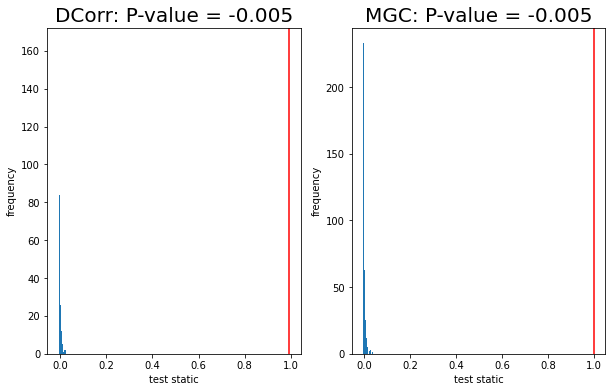 DCorr: P-value = -0.005
160
140
120
100
80
60
40
20
0
frequency
0.0 0.2 0.4 0.6 0.8 1.0
test static
MGC: P-value = -0.005
200
150
100
50
0
frequency
0.0 0.2 0.4 0.6 0.8 1.0
test static